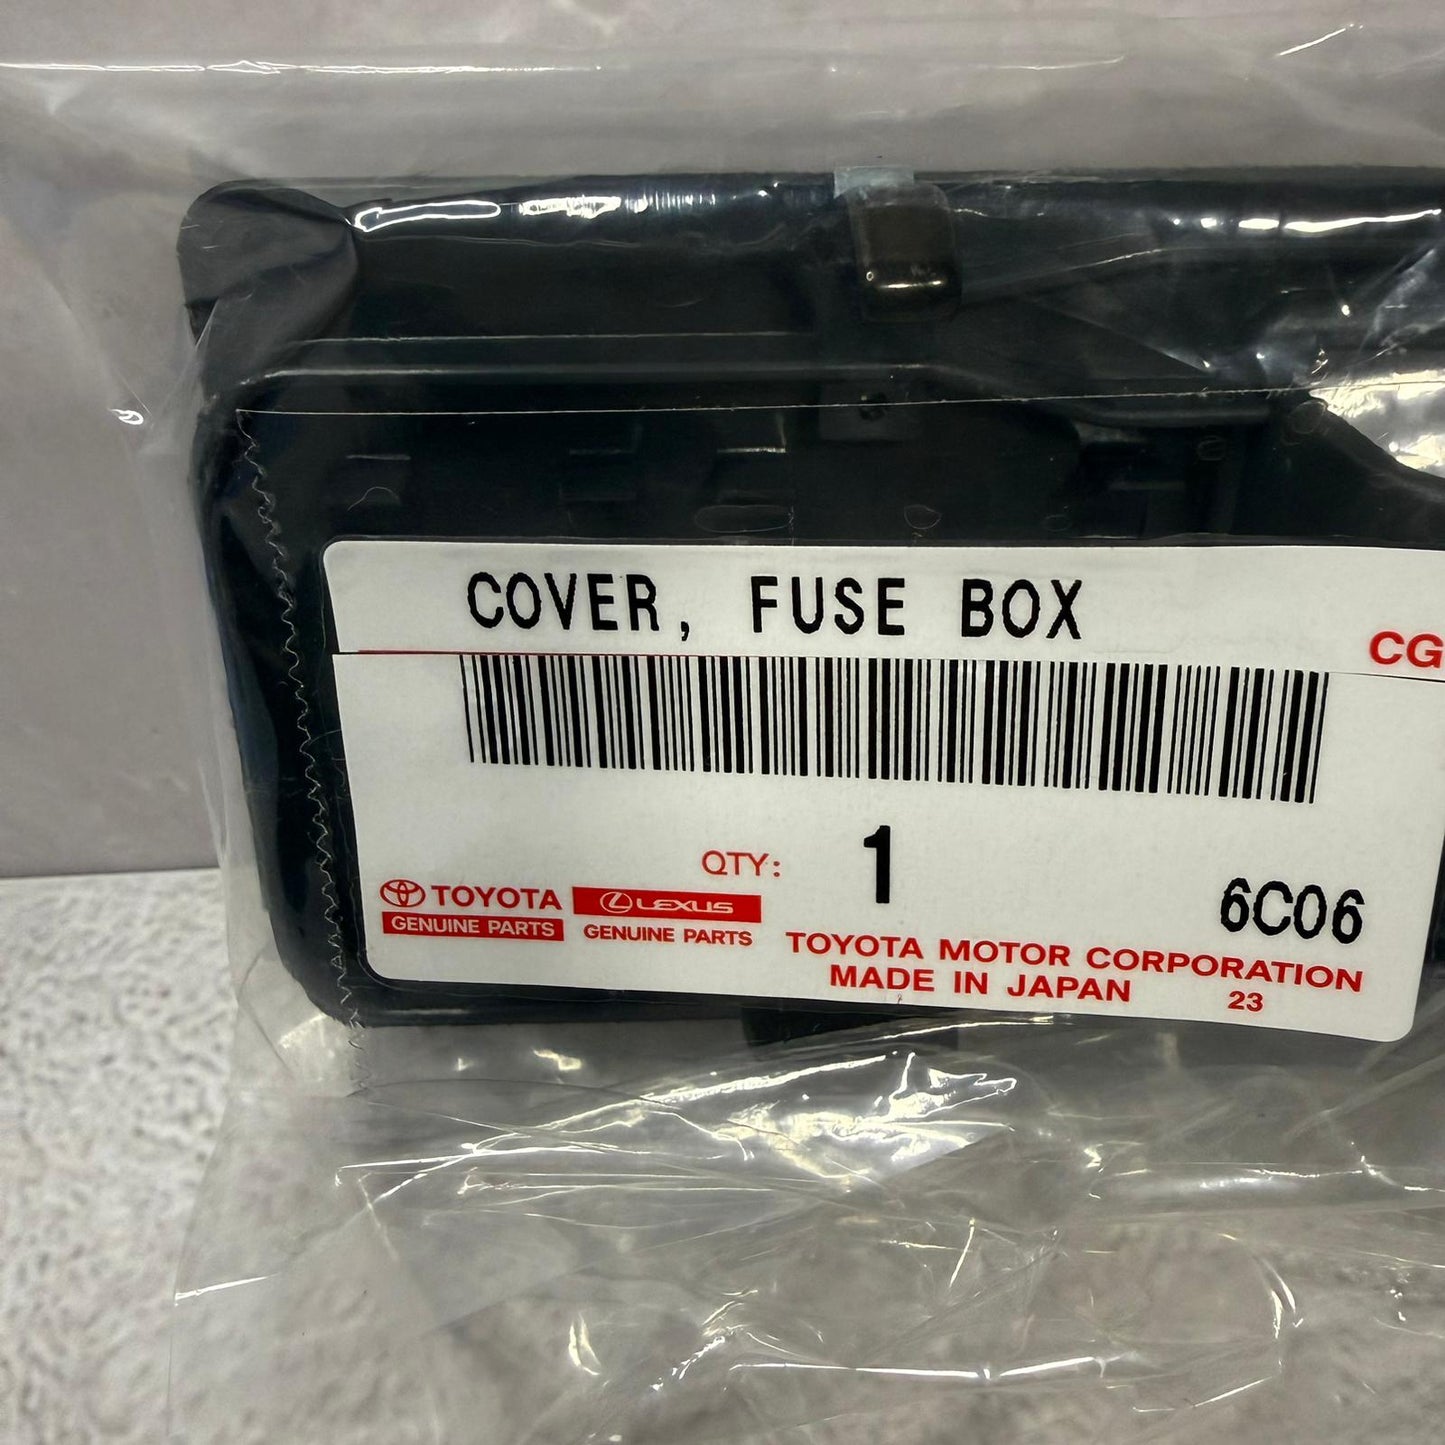 COVER, FUSE BOX
CG
QTY: 1
6C06
TOYOTA LEXUS
GENUINE PARTS GENUINE PARTS
TOYOTA MOTOR CORPORATION
MADE IN JAPAN 23